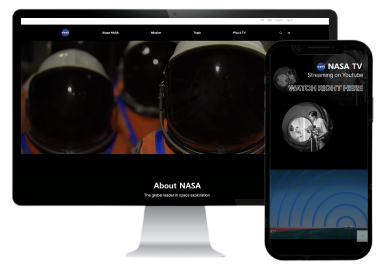 About NASA
Mission
Topic
Plus & TV
About NASA
The global leader in space exploration
NASA TV
Streaming on Youtube
WATCH RIGHT HERE